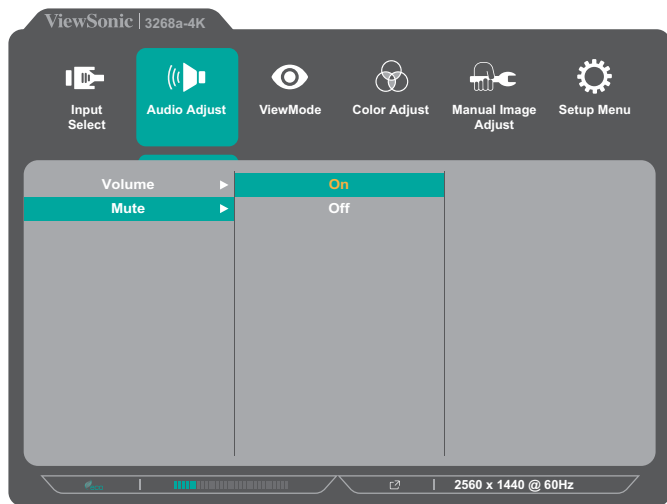 ViewSonic | 3268a-4K
Input
Select
Audio Adjust
ViewMode
Color Adjust
Manual Image
Adjust
Setup Menu
Volume
On
Mute
Off
2560 x 1440 @ 60Hz